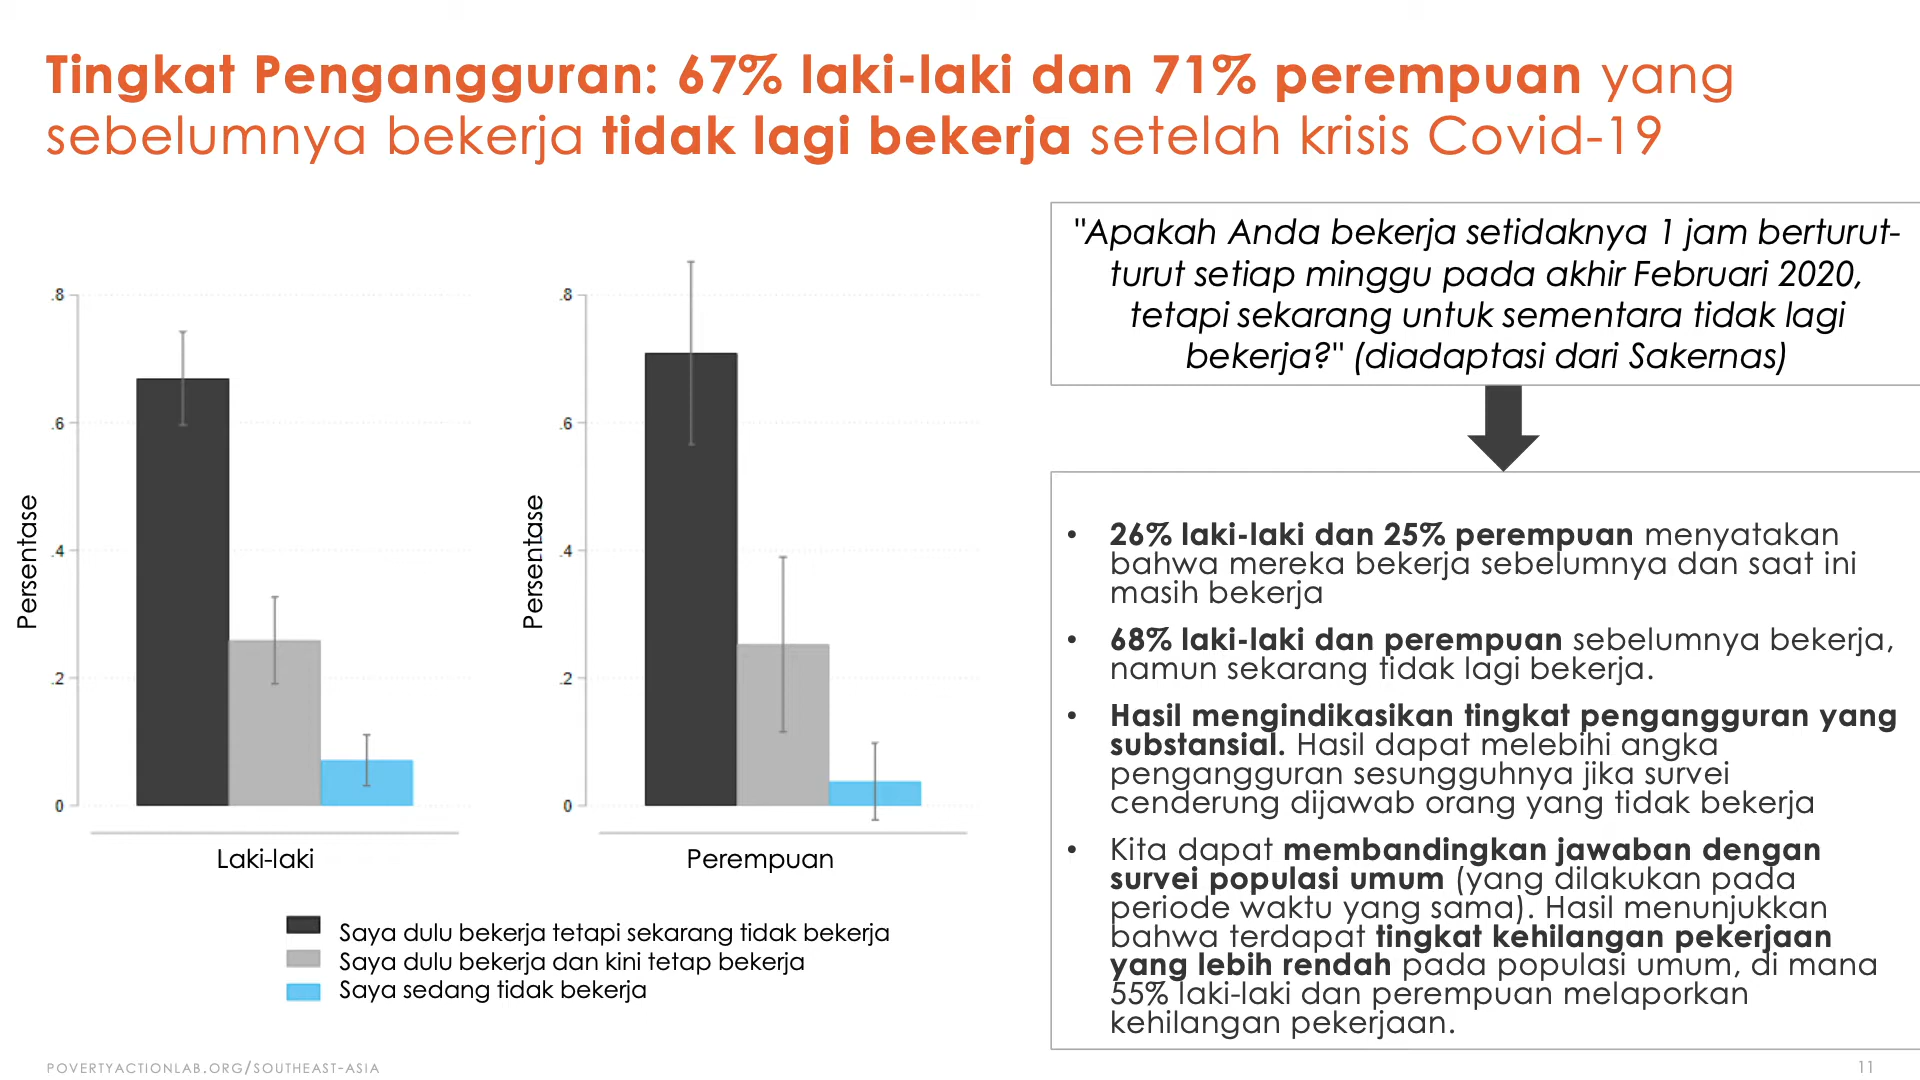 Tingkat Pengangguran: 67% laki-laki dan 71% perempuan yang
sebelumnya bekerja tidak lagi bekerja setelah krisis Covid-19
"Apakah Anda bekerja setidaknya 1 jam berturut-
turut setiap minggu pada akhir Februari 2020,
tetapi sekarang untuk sementara tidak lagi
bekerja?" (diadaptasi dari Sakernas)
Persentase
.8
.6
.4
.2
0
Laki-laki
Persentase
.8
.6
.4
.2
0
Perempuan
Saya dulu bekerja tetapi sekarang tidak bekerja
Saya dulu bekerja dan kini tetap bekerja
Saya sedang tidak bekerja
• 26% laki-laki dan 25% perempuan menyatakan
bahwa mereka bekerja sebelumnya dan saat ini
masih bekerja
• 68% laki-laki dan perempuan sebelumnya bekerja,
namun sekarang tidak lagi bekerja.
• Hasil mengindikasikan tingkat pengangguran yang
substansial. Hasil dapat melebihi angka
pengangguran sesungguhnya jika survei
cenderung dijawab orang yang tidak bekerja
• Kita dapat membandingkan jawaban dengan
survei populasi umum (yang dilakukan pada
periode waktu yang sama). Hasil menunjukkan
bahwa terdapat tingkat kehilangan pekerjaan
yang lebih rendah pada populasi umum, di mana
55% laki-laki dan perempuan melaporkan
kehilangan pekerjaan.
POVERTYACTIONLAB.ORG/SOUTHEAST-ASIA
11